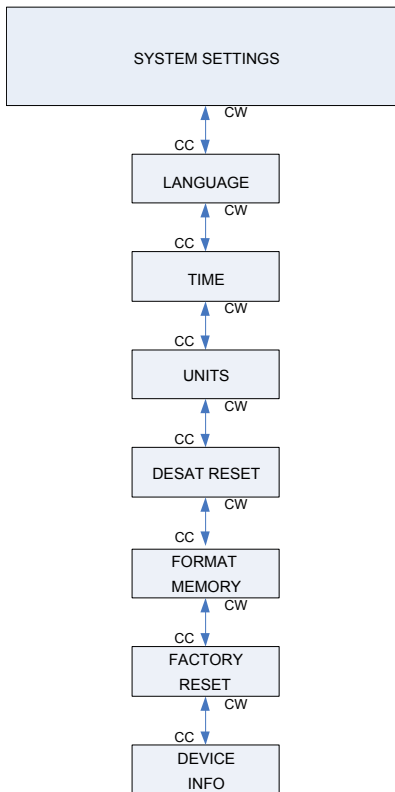 SYSTEM SETTINGS
CW
CC
LANGUAGE
CW
CC
TIME
CW
CC
UNITS
CW
CC
DESAT RESET
CW
CC
FORMAT
MEMORY
CW
CC
FACTORY
RESET
CW
CC
DEVICE
INFO